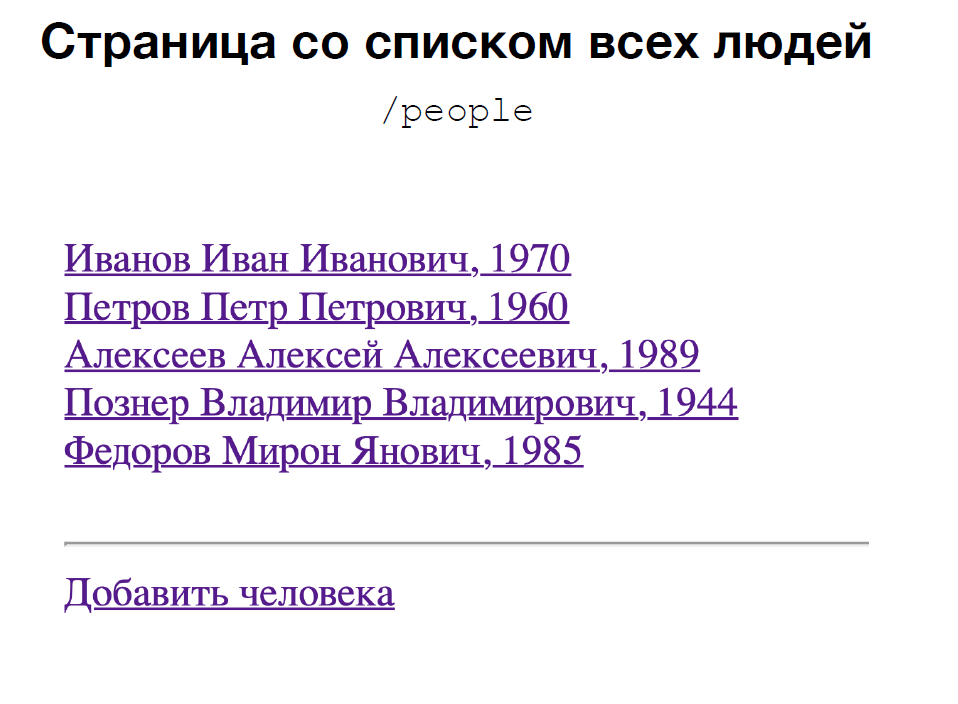 Страница со списком всех людей
/people
Иванов Иван Иванович, 1970
Петров Петр Петрович, 1960
Алексеев Алексей Алексеевич, 1989
Познер Владимир Владимирович, 1944
Федоров Мирон Янович, 1985
Добавить человека